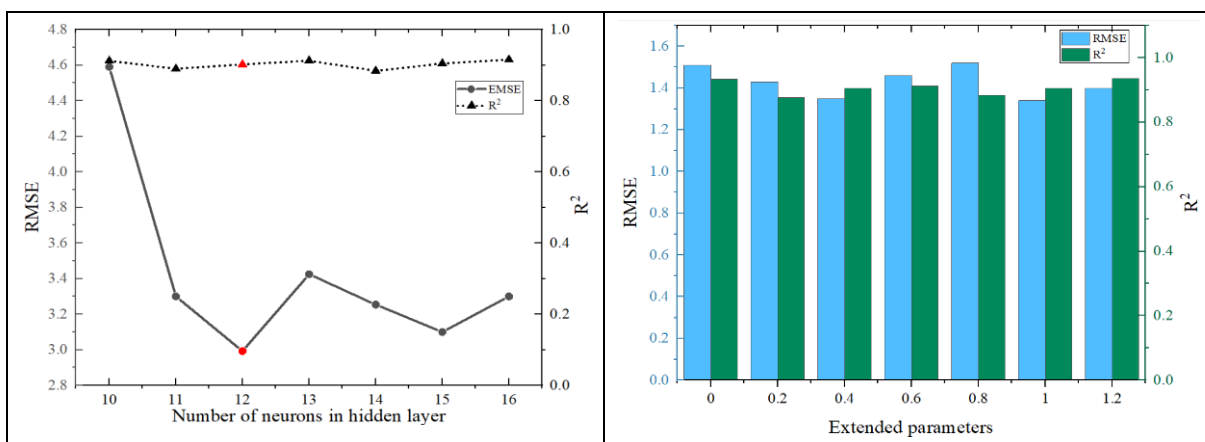 4.8
4.6
4.4
4.2
4.0
3.8
3.6
3.4
3.2
3.0
2.8
RMSE
1.0
0.8
0.6
0.4
0.2
0.0
R²
EMSE
R²
10 11 12 13 14 15 16
Number of neurons in hidden layer
1.6
1.4
1.2
1.0
0.8
0.6
0.4
0.2
0.0
RMSE
RMSE
R²
1.0
0.8
0.6
0.4
0.2
0.0
R²
0 0.2 0.4 0.6 0.8 1 1.2
Extended parameters